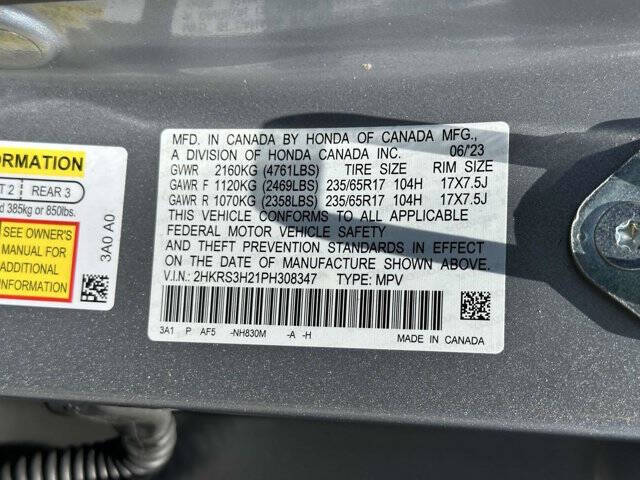 ORMATION
T 2 REAR 3
d 385kg or 850lbs.
SEE OWNER'S
MANUAL FOR
ADDITIONAL
INFORMATION
3A0 A0
MFD. IN CANADA BY HONDA OF CANADA MFG.,
A DIVISION OF HONDA CANADA INC. 06/'23
GVWR 2160KG (4761LBS) TIRE SIZE RIM SIZE
GAWR F 1120KG (2469LBS) 235/65R17 104H 17X7.5J
GAWR R 1070KG (2358LBS) 235/65R17 104H 17X7.5J
THIS VEHICLE CONFORMS TO ALL APPLICABLE
FEDERAL MOTOR VEHICLE SAFETY
AND THEFT PREVENTION STANDARDS IN EFFECT
ON THE DATE OF MANUFACTURE SHOWN ABOVE.
V.I.N.: 2HKRS3H21PH308347 TYPE: MPV
3A1 P AF5 -NH830M -A -H MADE IN CANADA